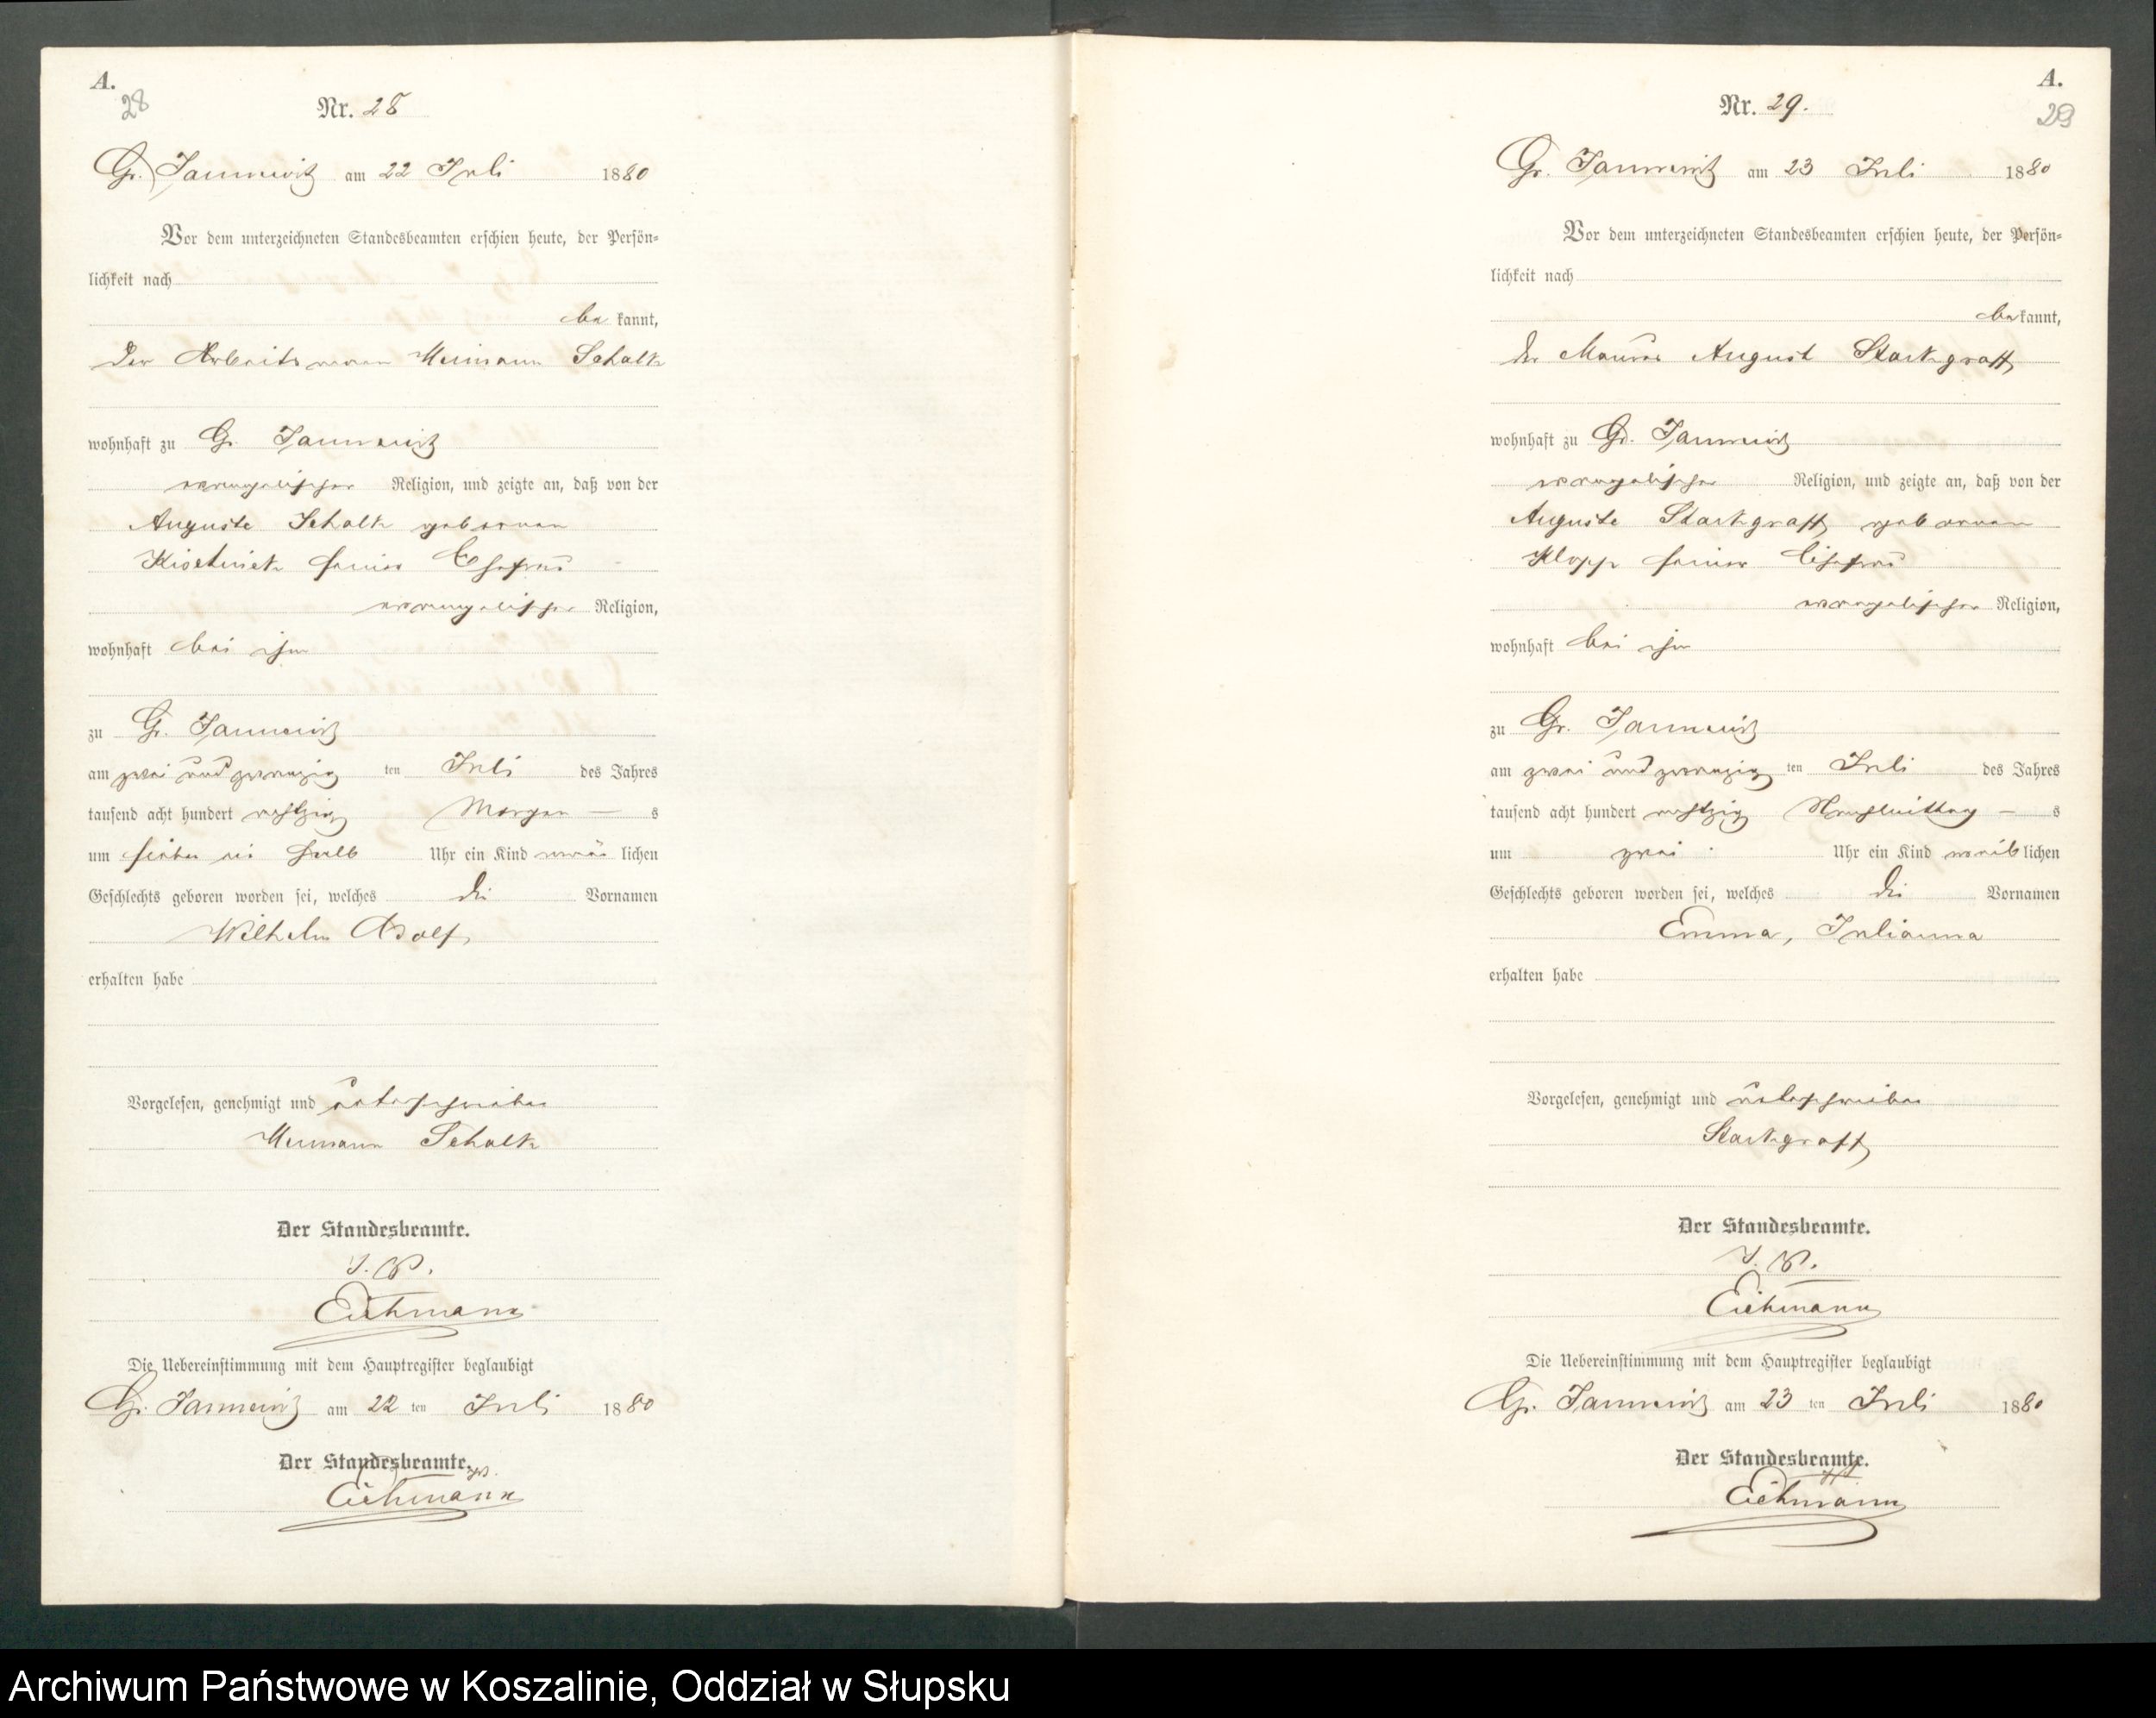 A.
28
Nr. 28
Gr. Jannewitz am 22 Juli 1880
Vor dem unterzeichneten Standesbeamten erschien heute, der Persön=
lichkeit nach
be kannt,
der Arbeitsmann Hermann Schalk
wohnhaft zu Gr. Jannewitz
evangelischer Religion, und zeigte an, daß von der
Auguste Schalk geborenen
seiner Ehefrau
evangelischer Religion,
wohnhaft bei ihm
zu Gr. Jannewitz
am zwei und zwanzig ten Juli des Jahres
tausend acht hundert achtzig Morgen — s
um sieben ein halb Uhr ein Kind männ lichen
Geschlechts geboren worden sei, welches die Vornamen
Wilhelm Adolf
erhalten habe
Vorgelesen, genehmigt und unterschrieben
Hermann Schalk
Der Standesbeamte.
J. V.
Eichmann
Die Uebereinstimmung mit dem Hauptregister beglaubigt
Gr. Jannewitz am 22 ten Juli 1880
Der Standesbeamte.
Eichmann
A.
29
Nr. 29.
Gr. Jannewitz am 23 Juli 1880
Vor dem unterzeichneten Standesbeamten erschien heute, der Persön=
lichkeit nach
be kannt,
der Maurer August Starkgraff
wohnhaft zu Gr. Jannewitz
evangelischer Religion, und zeigte an, daß von der
Auguste Starkgraff geborenen
Klopp seiner Ehefrau
evangelischer Religion,
wohnhaft bei ihm
zu Gr. Jannewitz
am zwei und zwanzig ten Juli des Jahres
tausend acht hundert achtzig Nachmittag — s
um zwei Uhr ein Kind weib lichen
Geschlechts geboren worden sei, welches die Vornamen
Emma, Julianna
erhalten habe
Vorgelesen, genehmigt und unterschrieben
Starkgraff
Der Standesbeamte.
J. V.
Eichmann
Die Uebereinstimmung mit dem Hauptregister beglaubigt
Gr. Jannewitz am 23 ten Juli 1880
Der Standesbeamte.
Eichmann
Archiwum Państwowe w Koszalinie, Oddział w Słupsku